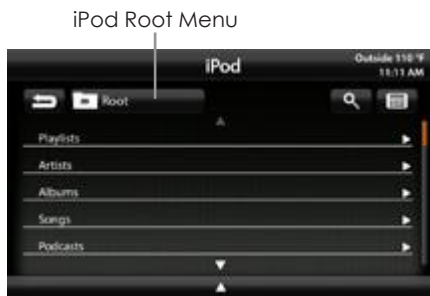 iPod Root Menu
iPod
Outside 110 °F
11:11 AM
Root
Playlists
Artists
Albums
Songs
Podcasts